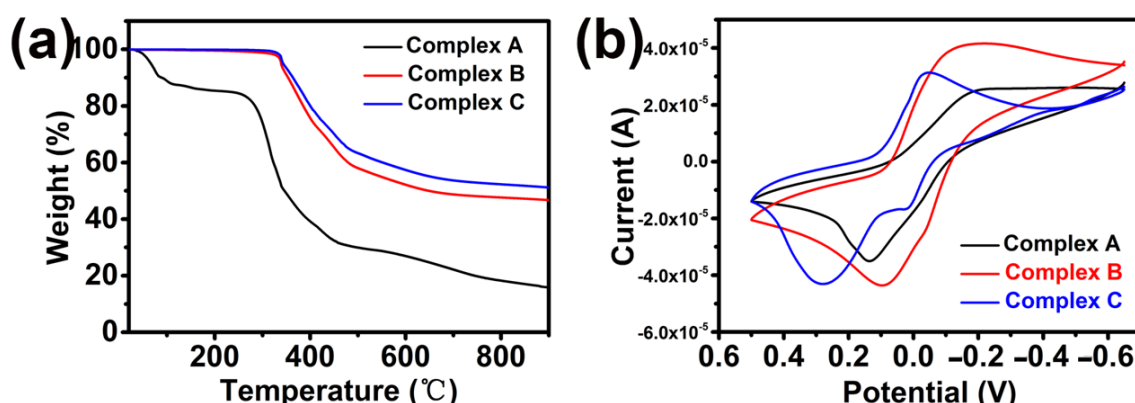 (a)
100
80
60
40
20
0
Weight (%)
Complex A
Complex B
Complex C
200 400 600 800
Temperature (℃)
(b)
4.0x10⁻⁵
2.0x10⁻⁵
0.0
-2.0x10⁻⁵
-4.0x10⁻⁵
-6.0x10⁻⁵
Current (A)
Complex A
Complex B
Complex C
0.6 0.4 0.2 0.0 −0.2 −0.4 −0.6
Potential (V)